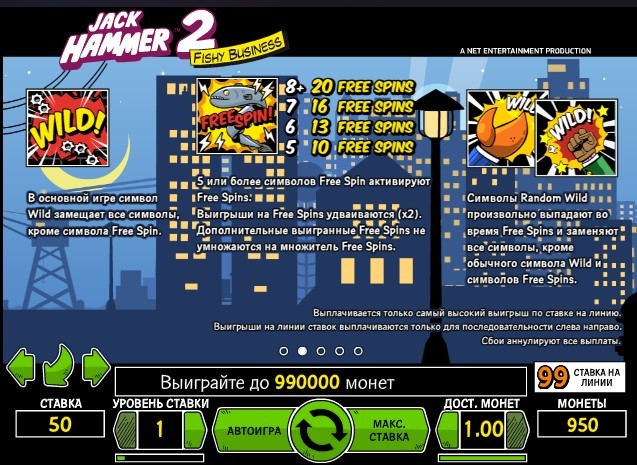 JACK
HAMMER™ 2
FISHY BUSINESS
A NET ENTERTAINMENT PRODUCTION
WILD!
FREESPIN!
8+ 20 FREE SPINS
7 16 FREE SPINS
6 13 FREE SPINS
5 10 FREE SPINS
WILD
WILD!
В основной игре символ
Wild замещает все символы,
кроме символа Free Spin.
5 или более символов Free Spin активируют
Free Spins.
Выигрыши на Free Spins удваиваются (x2).
Дополнительные выигранные Free Spins не
умножаются на множитель Free Spins.
Символы Random Wild
произвольно выпадают во
время Free Spins и заменяют
все символы, кроме
обычного символа Wild и
символов Free Spins.
Выплачивается только самый высокий выигрыш по ставке на линию.
Выигрыши на линии ставок выплачиваются только для последовательности слева направо.
Сбои аннулируют все выплаты.
Выиграйте до 990000 монет
99 СТАВКА НА
ЛИНИИ
СТАВКА
50
УРОВЕНЬ СТАВКИ
1
АВТОИГРА
МАКС.
СТАВКА
ДОСТ. МОНЕТ
1.00
МОНЕТЫ
950